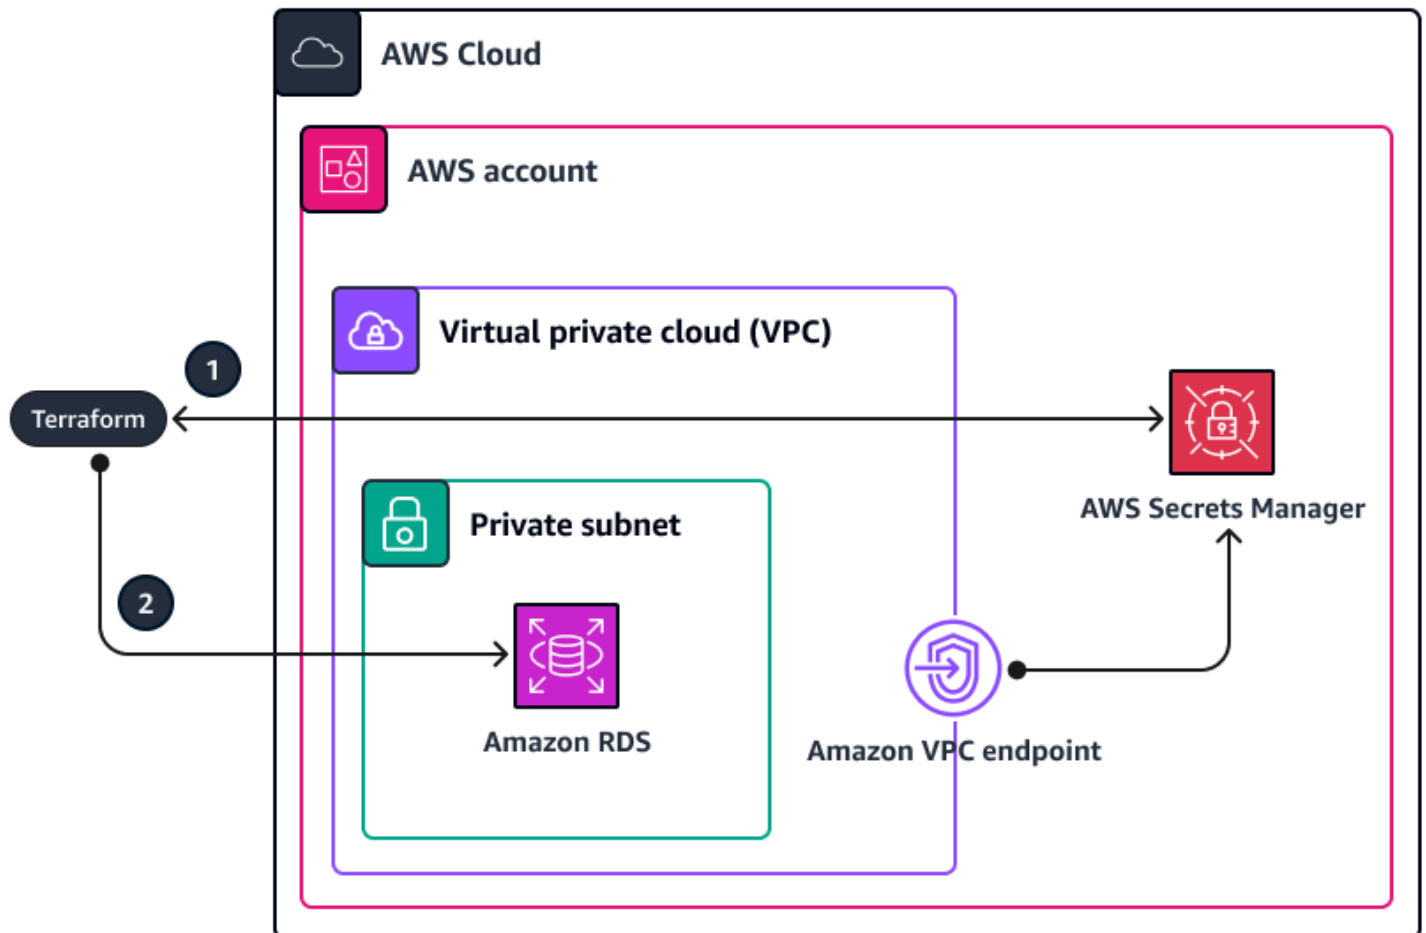 AWS Cloud
AWS account
Virtual private cloud (VPC)
1
Terraform
AWS Secrets Manager
Private subnet
2
Amazon RDS
Amazon VPC endpoint